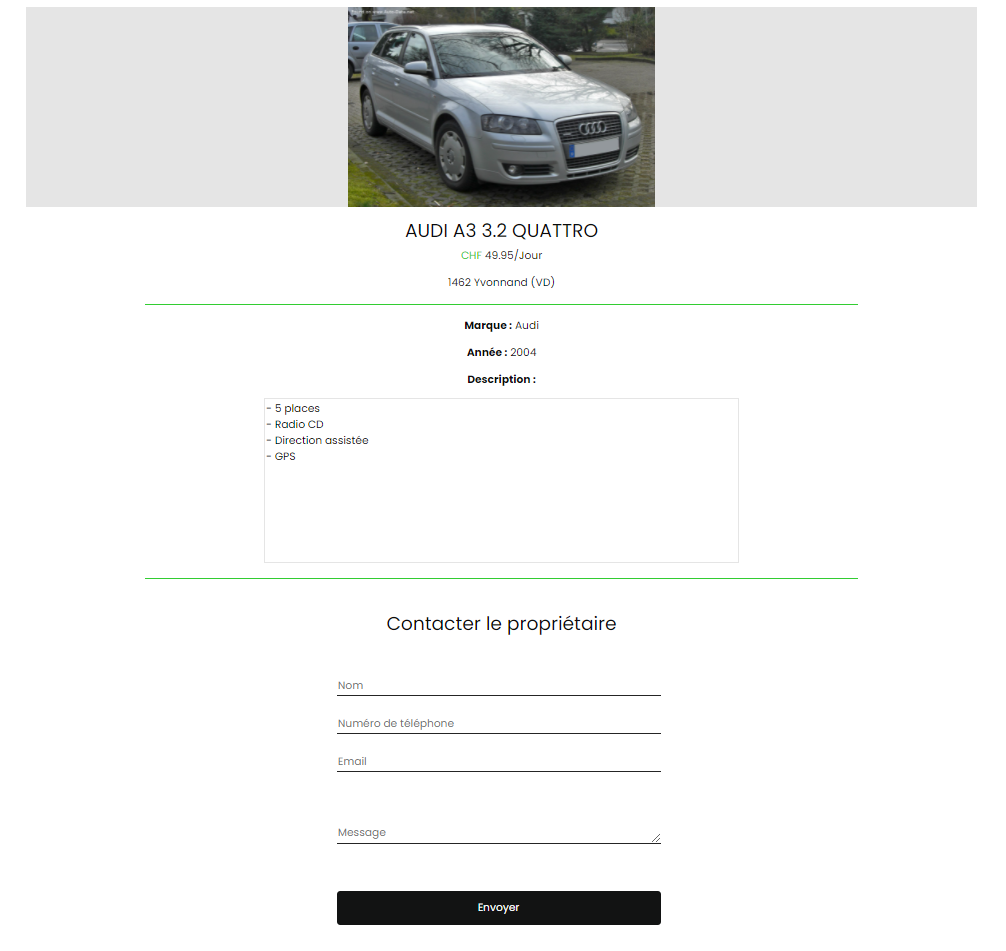 AUDI A3 3.2 QUATTRO
CHF 49.95/Jour
1462 Yvonnand (VD)
Marque : Audi
Année : 2004
Description :
- 5 places
- Radio CD
- Direction assistée
- GPS
Contacter le propriétaire
Nom
Numéro de téléphone
Email
Message
Envoyer